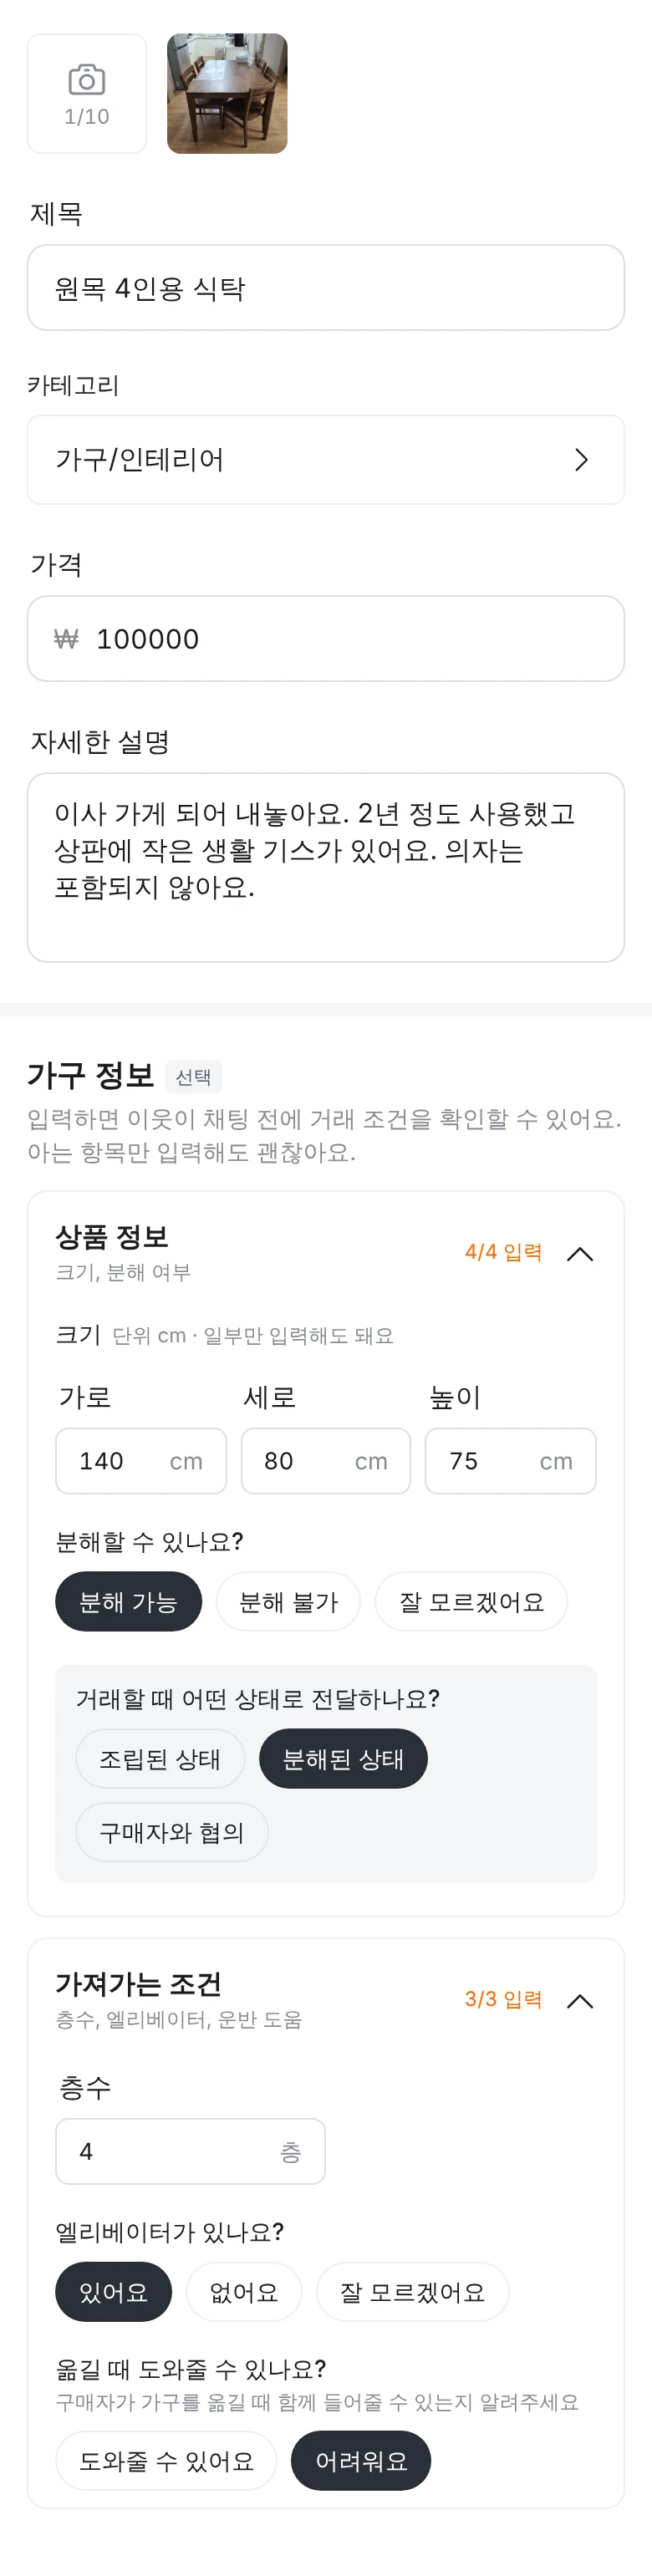 1/10
제목
원목 4인용 식탁
카테고리
가구/인테리어
가격
₩ 100000
자세한 설명
이사 가게 되어 내놓아요. 2년 정도 사용했고
상판에 작은 생활 기스가 있어요. 의자는
포함되지 않아요.
가구 정보 선택
입력하면 이웃이 채팅 전에 거래 조건을 확인할 수 있어요.
아는 항목만 입력해도 괜찮아요.
상품 정보
4/4 입력
크기, 분해 여부
크기 단위 cm · 일부만 입력해도 돼요
가로 세로 높이
140 cm 80 cm 75 cm
분해할 수 있나요?
분해 가능 분해 불가 잘 모르겠어요
거래할 때 어떤 상태로 전달하나요?
조립된 상태 분해된 상태
구매자와 협의
가져가는 조건
3/3 입력
층수, 엘리베이터, 운반 도움
층수
4 층
엘리베이터가 있나요?
있어요 없어요 잘 모르겠어요
옮길 때 도와줄 수 있나요?
구매자가 가구를 옮길 때 함께 들어줄 수 있는지 알려주세요
도와줄 수 있어요 어려워요